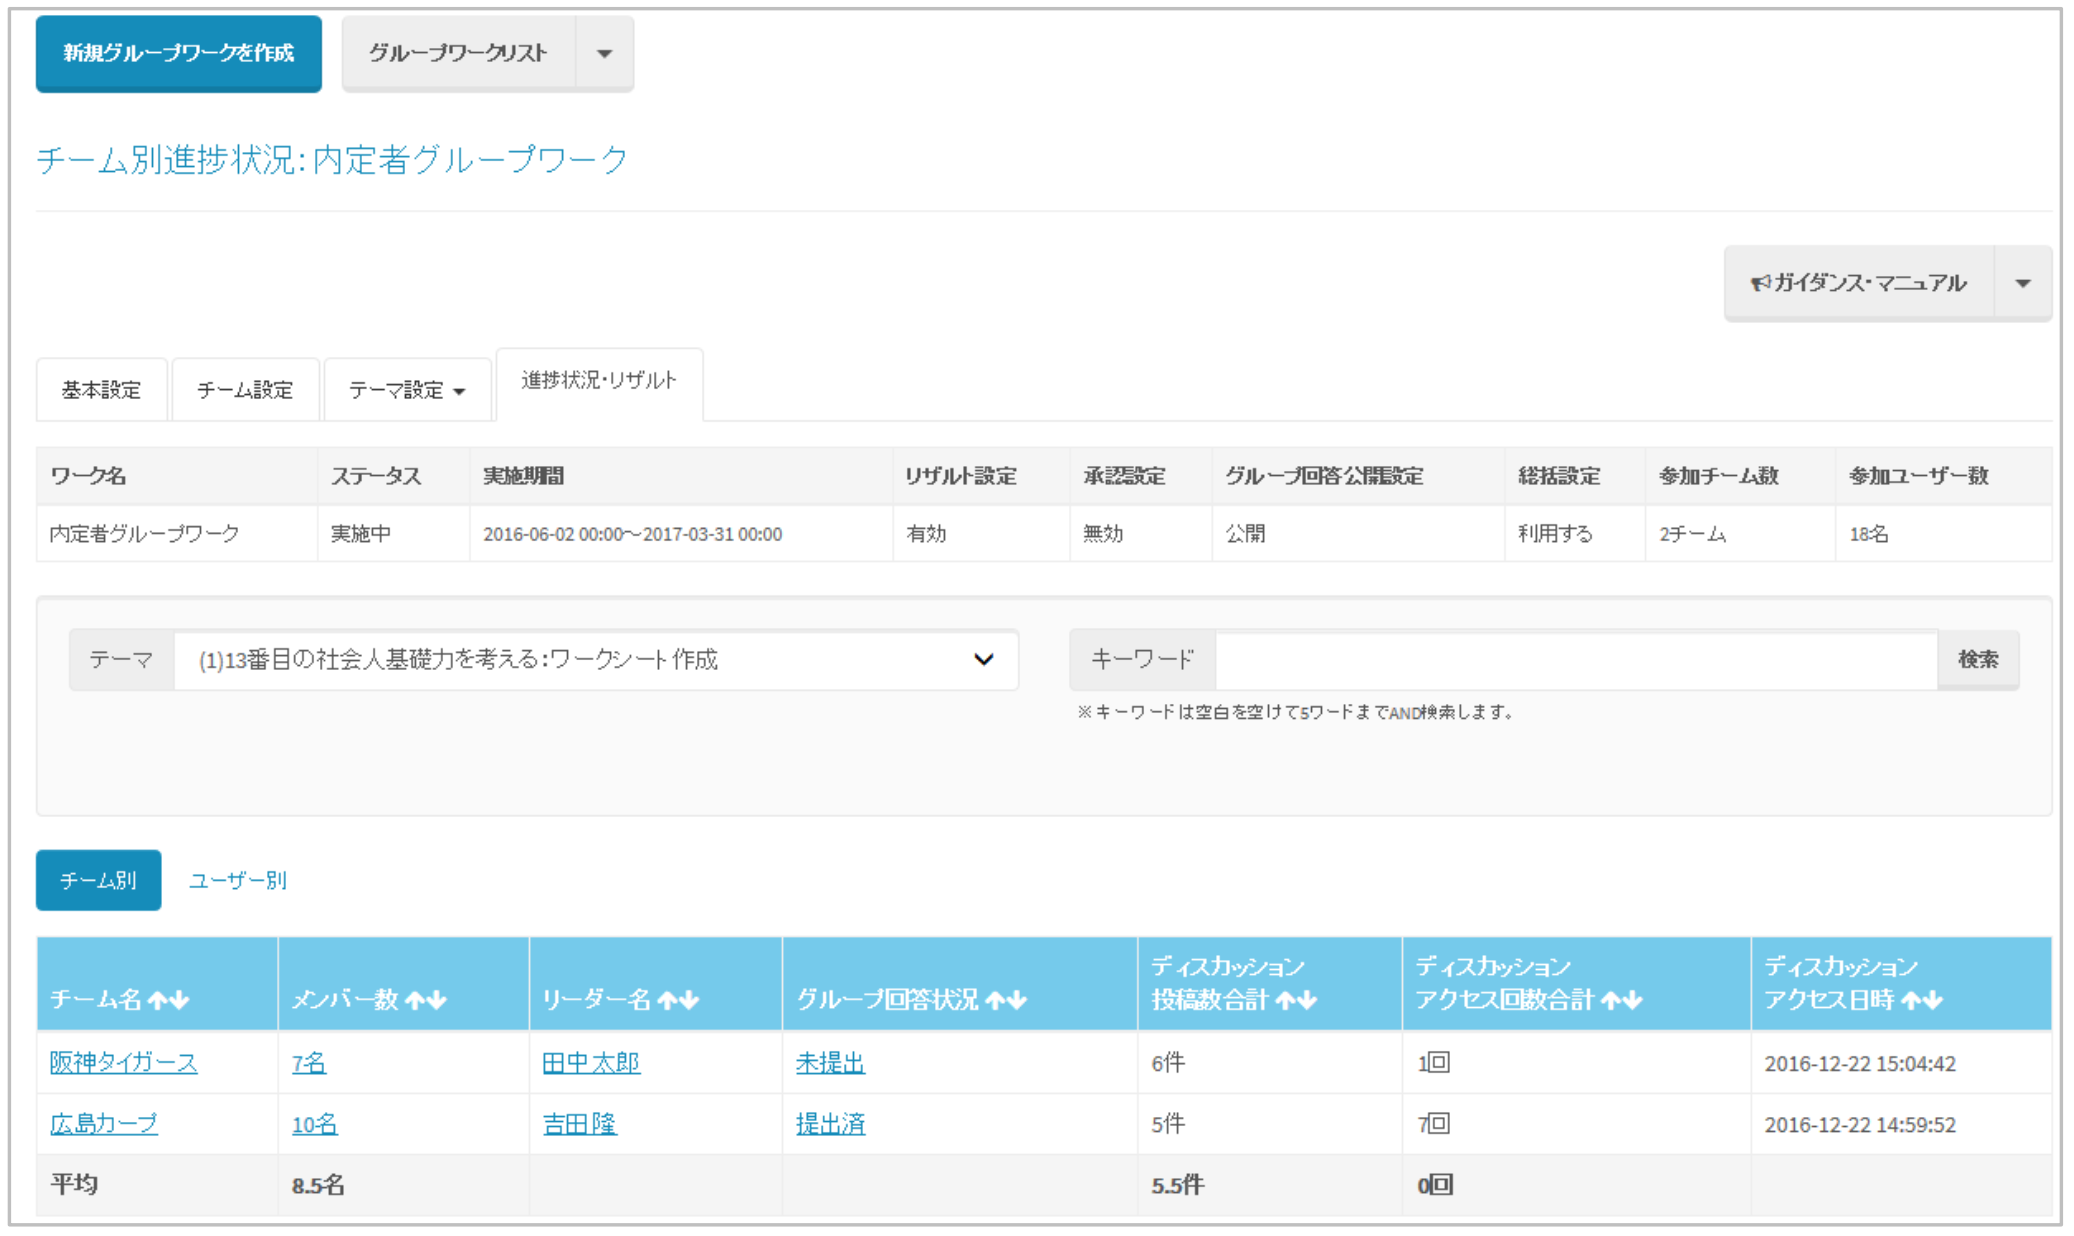 新規グループワークを作成 グループワークリスト
チーム別進捗状況:内定者グループワーク
ガイダンス・マニュアル
基本設定 チーム設定 テーマ設定 進捗状況・リザルト
ワーク名 ステータス 実施期間 リザルト設定 承認設定 グループ回答公開設定 総括設定 参加チーム数 参加ユーザー数
内定者グループワーク 実施中 2016-06-02 00:00～2017-03-31 00:00 有効 無効 公開 利用する 2チーム 18名
テーマ (1)13番目の社会人基礎力を考える:ワークシート作成 キーワード 検索
※キーワードは空白を空けて5ワードまでAND検索します。
チーム別 ユーザー別
チーム名 メンバー数 リーダー名 グループ回答状況 ディスカッション投稿数合計 ディスカッションアクセス回数合計 ディスカッションアクセス日時
阪神タイガース 7名 田中太郎 未提出 6件 1回 2016-12-22 15:04:42
広島カープ 10名 吉田隆 提出済 5件 7回 2016-12-22 14:59:52
平均 8.5名 5.5件 0回